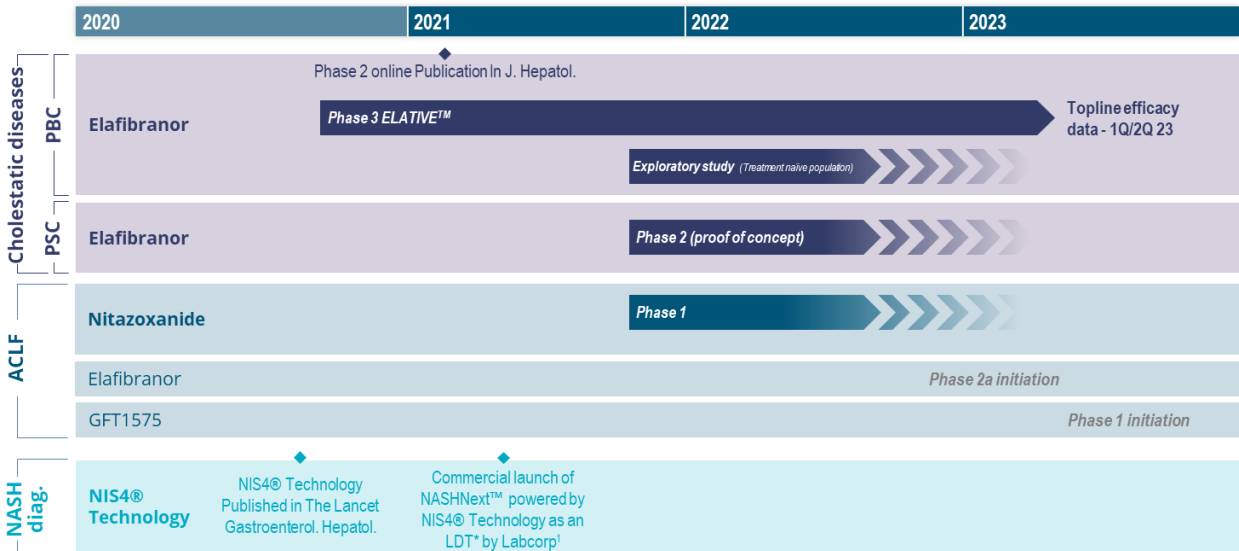 2020
2021
2022
2023
Cholestatic diseases
PBC
Elafibranor
Phase 2 online Publication In J. Hepatol.
Phase 3 ELATIVE™
Topline efficacy
data - 1Q/2Q 23
Exploratory study (Treatment naïve population)
PSC
Elafibranor
Phase 2 (proof of concept)
ACLF
Nitazoxanide
Phase 1
Elafibranor
Phase 2a initiation
GFT1575
Phase 1 initiation
NASH
diag.
NIS4®
Technology
NIS4® Technology
Published in The Lancet
Gastroenterol. Hepatol.
Commercial launch of
NASHNext™ powered by
NIS4® Technology as an
LDT* by Labcorp¹